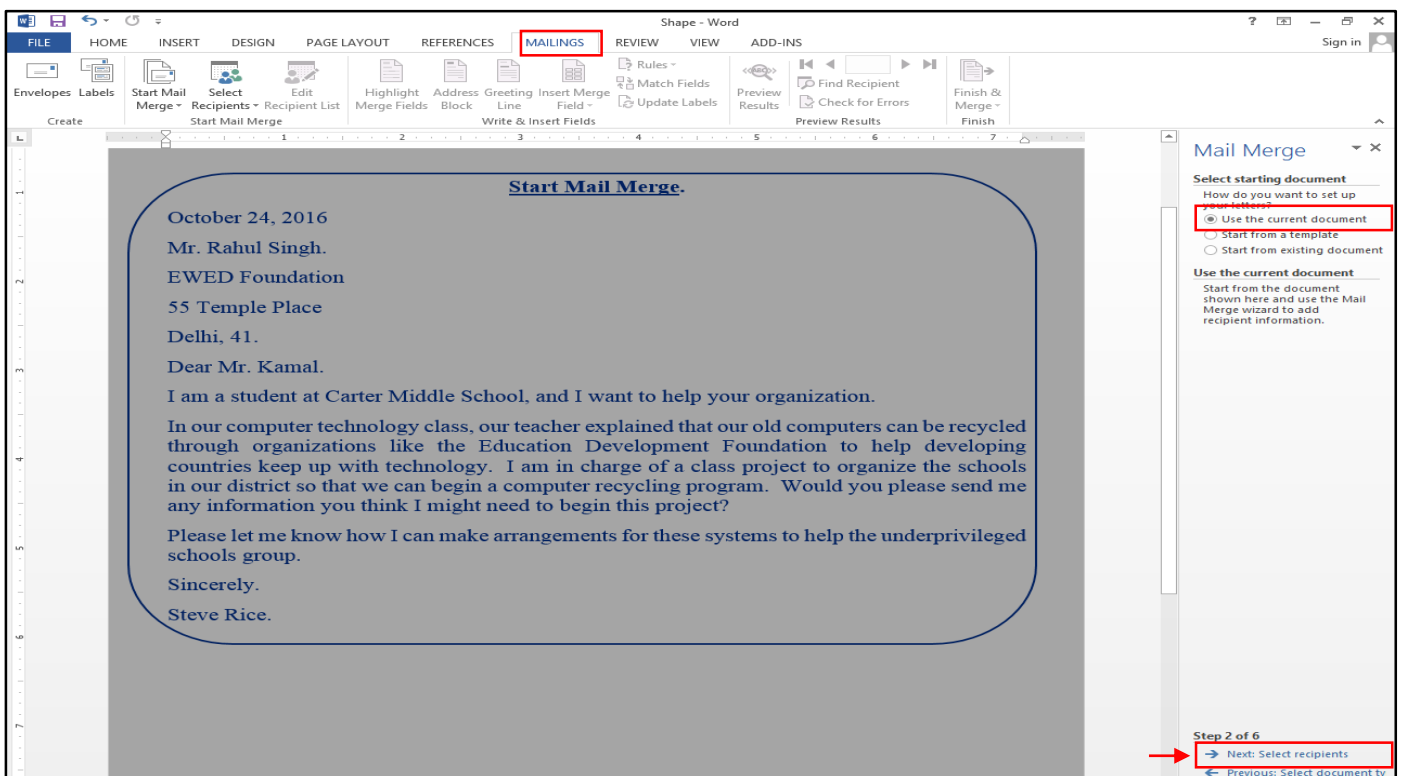 Shape - Word
FILE HOME INSERT DESIGN PAGE LAYOUT REFERENCES MAILINGS REVIEW VIEW ADD-INS Sign in
Envelopes Labels
Create
Start Mail Merge
Select Recipients
Edit Recipient List
Start Mail Merge
Highlight Merge Fields
Address Block
Greeting Line
Insert Merge Field
Rules
Match Fields
Update Labels
Write & Insert Fields
Preview Results
Find Recipient
Check for Errors
Preview Results
Finish & Merge
Finish
1 2 3 4 5 6 7
Start Mail Merge.
October 24, 2016
Mr. Rahul Singh.
EWED Foundation
55 Temple Place
Delhi, 41.
Dear Mr. Kamal.
I am a student at Carter Middle School, and I want to help your organization.
In our computer technology class, our teacher explained that our old computers can be recycled
through organizations like the Education Development Foundation to help developing
countries keep up with technology. I am in charge of a class project to organize the schools
in our district so that we can begin a computer recycling program. Would you please send me
any information you think I might need to begin this project?
Please let me know how I can make arrangements for these systems to help the underprivileged
schools group.
Sincerely.
Steve Rice.
Mail Merge
Select starting document
How do you want to set up
your letters?
Use the current document
Start from a template
Start from existing document
Use the current document
Start from the document
shown here and use the Mail
Merge wizard to add
recipient information.
Step 2 of 6
Next: Select recipients
Previous: Select document ty